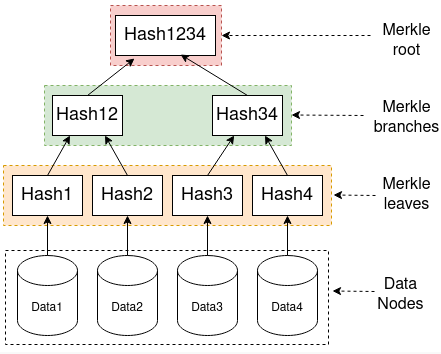 Hash1234
Merkle
root
Hash12
Hash34
Merkle
branches
Hash1
Hash2
Hash3
Hash4
Merkle
leaves
Data1
Data2
Data3
Data4
Data
Nodes